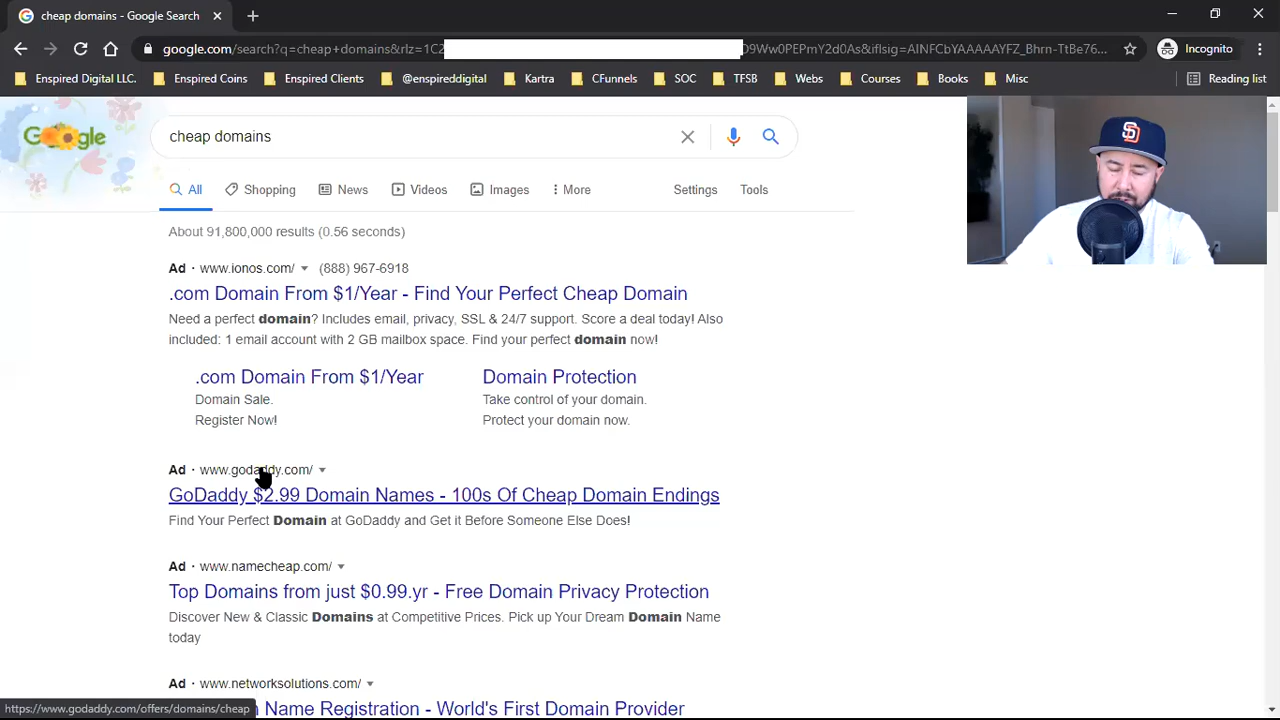 cheap domains - Google Search
google.com/search?q=cheap+domains&rlz=1CZ
D9Ww0PEPmY2d0As&iflsig=AINFCbYAAAAAYFZ_Bhrn-TtBe76...
Incognito
Enspired Digital LLC.
Enspired Coins
Enspired Clients
@enspireddigital
Kartra
CFunnels
SOC
TFSB
Webs
Courses
Books
Misc
Reading list
Google
cheap domains
All
Shopping
News
Videos
Images
More
Settings
Tools
About 91,800,000 results (0.56 seconds)
Ad · www.ionos.com/ (888) 967-6918
.com Domain From $1/Year - Find Your Perfect Cheap Domain
Need a perfect domain? Includes email, privacy, SSL & 24/7 support. Score a deal today! Also
included: 1 email account with 2 GB mailbox space. Find your perfect domain now!
.com Domain From $1/Year
Domain Sale.
Register Now!
Domain Protection
Take control of your domain.
Protect your domain now.
Ad · www.godaddy.com/
GoDaddy $2.99 Domain Names - 100s Of Cheap Domain Endings
Find Your Perfect Domain at GoDaddy and Get it Before Someone Else Does!
Ad · www.namecheap.com/
Top Domains from just $0.99.yr - Free Domain Privacy Protection
Discover New & Classic Domains at Competitive Prices. Pick up Your Dream Domain Name
today
Ad · www.networksolutions.com/
Name Registration - World's First Domain Provider
https://www.godaddy.com/offers/domains/cheap
SD